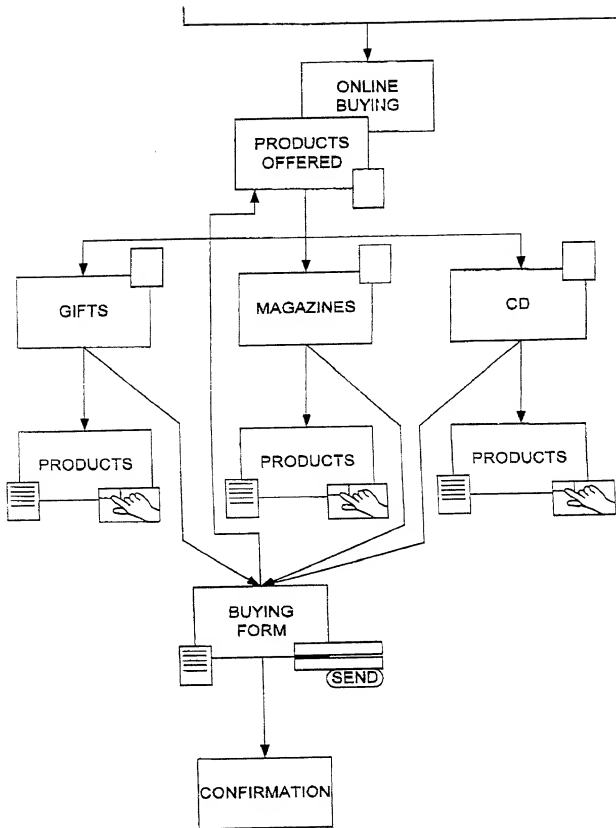 ONLINE
BUYING
PRODUCTS
OFFERED
GIFTS
MAGAZINES
CD
PRODUCTS
PRODUCTS
PRODUCTS
BUYING
FORM
SEND
CONFIRMATION